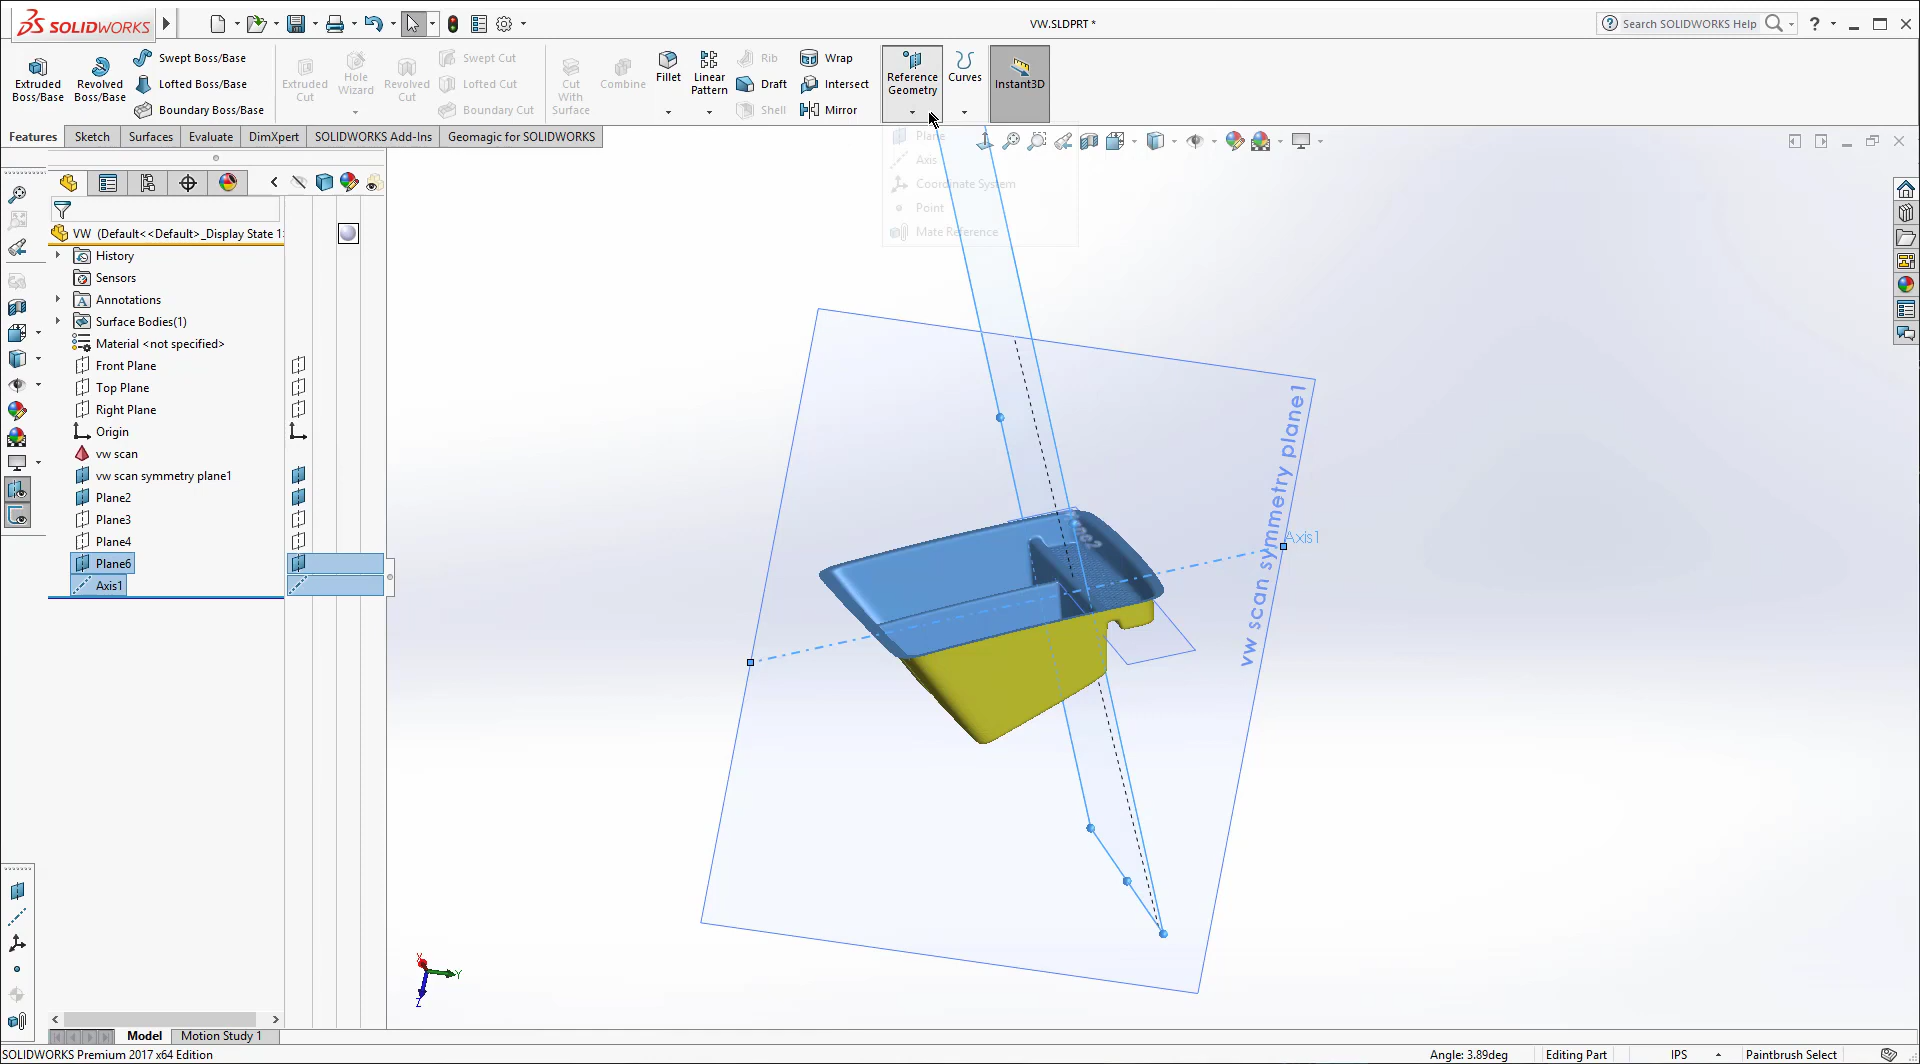 SOLIDWORKS
VW.SLDPRT *
Search SOLIDWORKS Help
Extruded Boss/Base
Revolved Boss/Base
Swept Boss/Base
Lofted Boss/Base
Boundary Boss/Base
Extruded Cut
Hole Wizard
Revolved Cut
Swept Cut
Lofted Cut
Boundary Cut
Cut With Surface
Combine
Fillet
Linear Pattern
Rib
Draft
Shell
Wrap
Intersect
Mirror
Reference Geometry
Curves
Instant3D
Features
Sketch
Surfaces
Evaluate
DimXpert
SOLIDWORKS Add-Ins
Geomagic for SOLIDWORKS
Plane
Axis
Coordinate System
Point
Mate Reference
VW (Default<<Default>_Display State 1
History
Sensors
Annotations
Surface Bodies(1)
Material <not specified>
Front Plane
Top Plane
Right Plane
Origin
vw scan
vw scan symmetry plane1
Plane2
Plane3
Plane4
Plane6
Axis1
vw scan symmetry plane1
Axis1
X
Y
Z
Model
Motion Study 1
SOLIDWORKS Premium 2017 x64 Edition
Angle: 3.89deg
Editing Part
IPS
Paintbrush Select